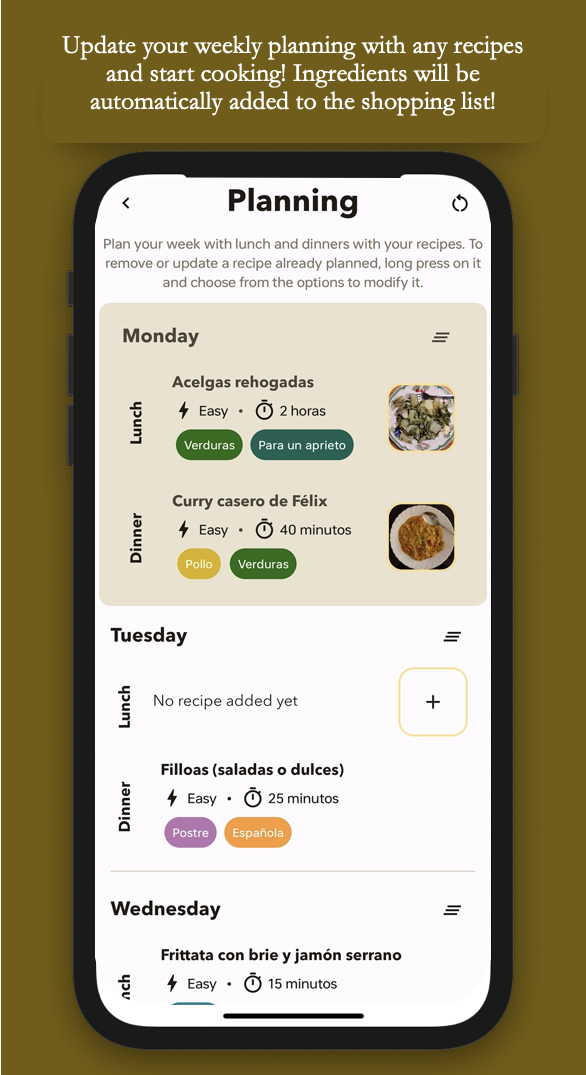 Update your weekly planning with any recipes
and start cooking! Ingredients will be
automatically added to the shopping list!
Planning
Plan your week with lunch and dinners with your recipes. To
remove or update a recipe already planned, long press on it
and choose from the options to modify it.
Monday
Lunch
Acelgas rehogadas
Easy • 2 horas
Verduras Para un aprieto
Dinner
Curry casero de Félix
Easy • 40 minutos
Pollo Verduras
Tuesday
Lunch
No recipe added yet
+
Dinner
Filloas (saladas o dulces)
Easy • 25 minutos
Postre Española
Wednesday
Frittata con brie y jamón serrano
Easy • 15 minutos